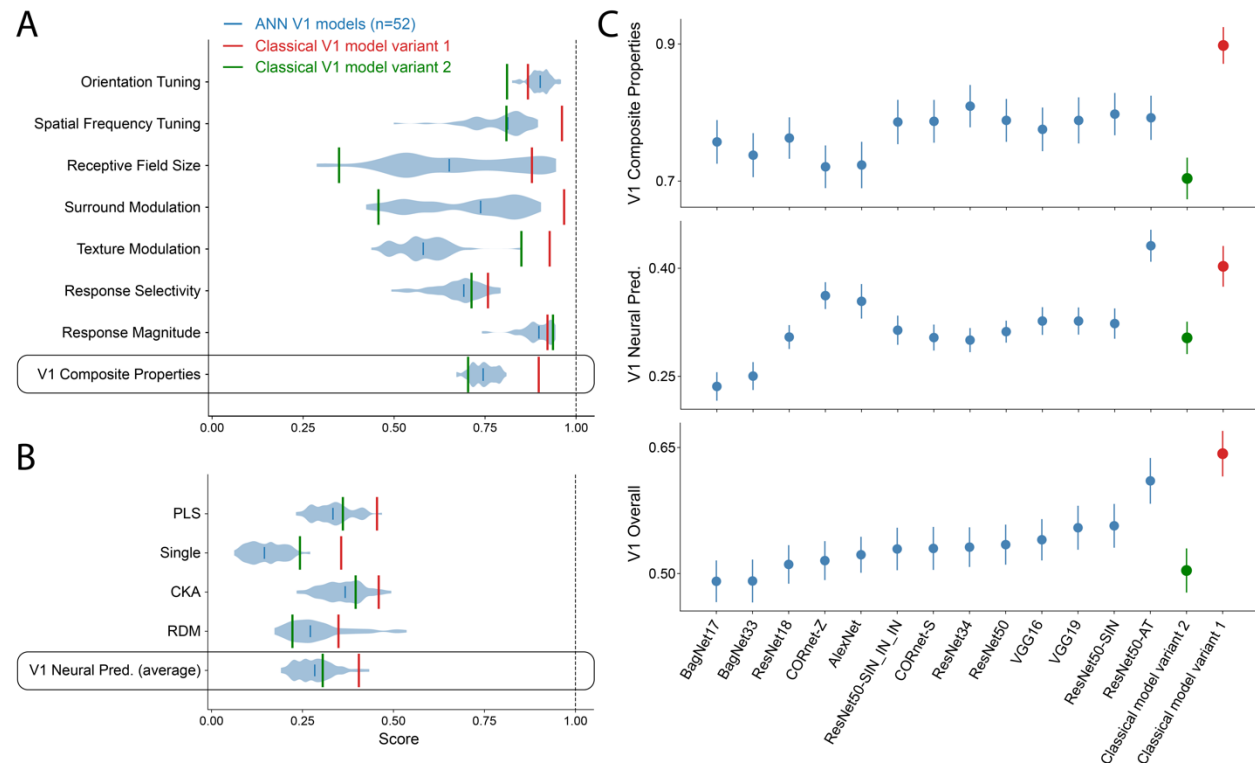 A
ANN V1 models (n=52)
Classical V1 model variant 1
Classical V1 model variant 2
Orientation Tuning
Spatial Frequency Tuning
Receptive Field Size
Surround Modulation
Texture Modulation
Response Selectivity
Response Magnitude
V1 Composite Properties
0.00 0.25 0.50 0.75 1.00
B
PLS
Single
CKA
RDM
V1 Neural Pred. (average)
0.00 0.25 0.50 0.75 1.00
Score
C
V1 Composite Properties
0.9
0.7
V1 Neural Pred.
0.40
0.25
V1 Overall
0.65
0.50
BagNet17
BagNet33
ResNet18
CORnet-Z
AlexNet
ResNet50-SIN_IN_IN
CORnet-S
ResNet34
ResNet50
VGG16
VGG19
ResNet50-SIN
ResNet50-AT
Classical model variant 2
Classical model variant 1